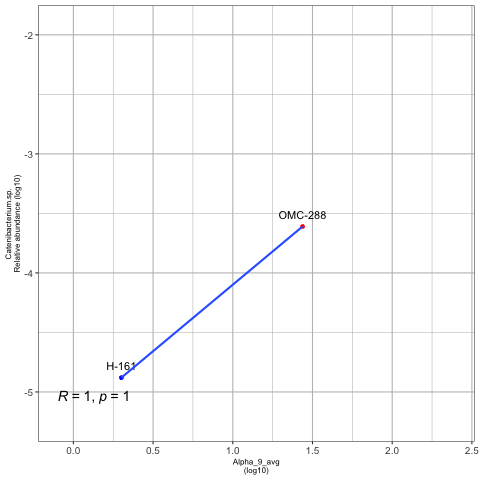 Catenibacterium.sp.
Relative abundance (log10)
-2
-3
-4
-5
OMC-288
H-161
R = 1, p = 1
0.0 0.5 1.0 1.5 2.0 2.5
Alpha_9_avg
(log10)